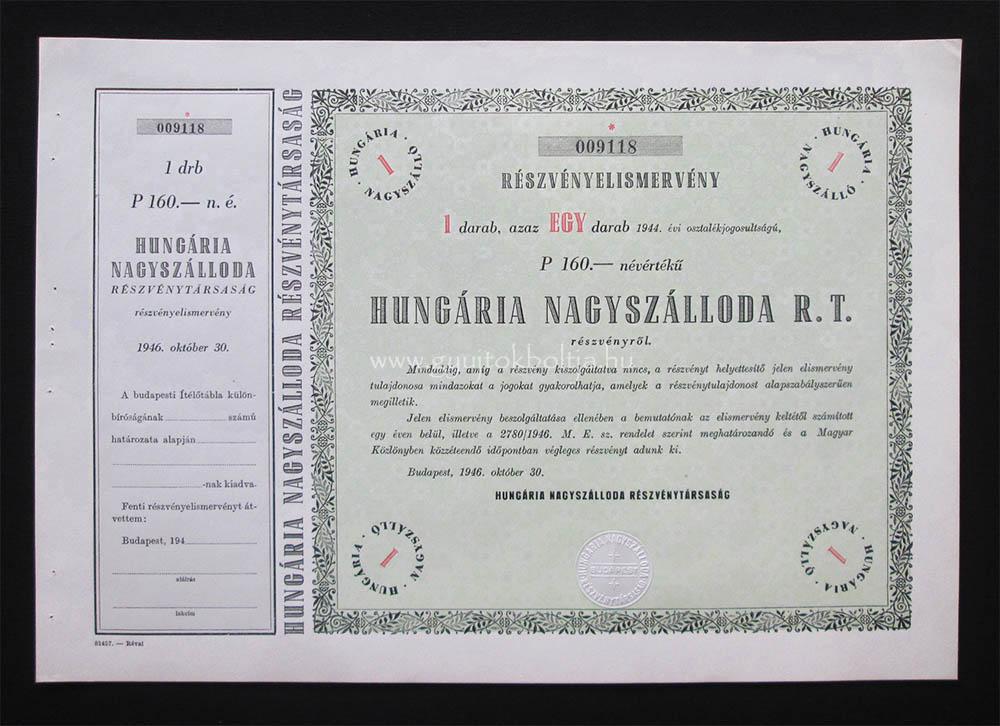 *
009118
1 drb
P 160.— n. é.
HUNGÁRIA
NAGYSZÁLLODA
RÉSZVÉNYTÁRSASÁG
részvényelismervény
1946. október 30.
A budapesti Ítélőtábla külön-
bíróságának számú
határozata alapján
-nak kiadva.
Fenti részvényelismervényt át-
vettem:
Budapest, 194
aláírás
lakcím
82457. — Révai
HUNGÁRIA NAGYSZÁLLODA RÉSZVÉNYTÁRSASÁG
HUNGÁRIA · NAGYSZÁLLÓ ·
1
HUNGÁRIA · NAGYSZÁLLÓ ·
1
*
009118
RÉSZVÉNYELISMERVÉNY
1 darab, azaz EGY darab 1944. évi osztalékjogosultságú,
P 160.— névértékű
HUNGÁRIA NAGYSZÁLLODA R. T.
részvényről.
www.gyujtokboltja.hu
Mindaddig, amíg a részvény kiszolgáltatva nincs, a részvényt helyettesítő jelen elismervény
tulajdonosa mindazokat a jogokat gyakorolhatja, amelyek a részvénytulajdonost alapszabályszerűen
megilletik.
Jelen elismervény beszolgáltatása ellenében a bemutatónak az elismervény keltétől számított
egy éven belül, illetve a 2780/1946. M. E. sz. rendelet szerint meghatározandó és a Magyar
Közlönyben közzéteendő időpontban végleges részvényt adunk ki.
Budapest, 1946. október 30.
HUNGÁRIA NAGYSZÁLLODA RÉSZVÉNYTÁRSASÁG
HUNGÁRIA · NAGYSZÁLLÓ ·
1
HUNGÁRIA · NAGYSZÁLLÓ ·
1
HUNGÁRIA NAGYSZÁLLODA RÉSZVÉNYTÁRSASÁG
BUDAPEST